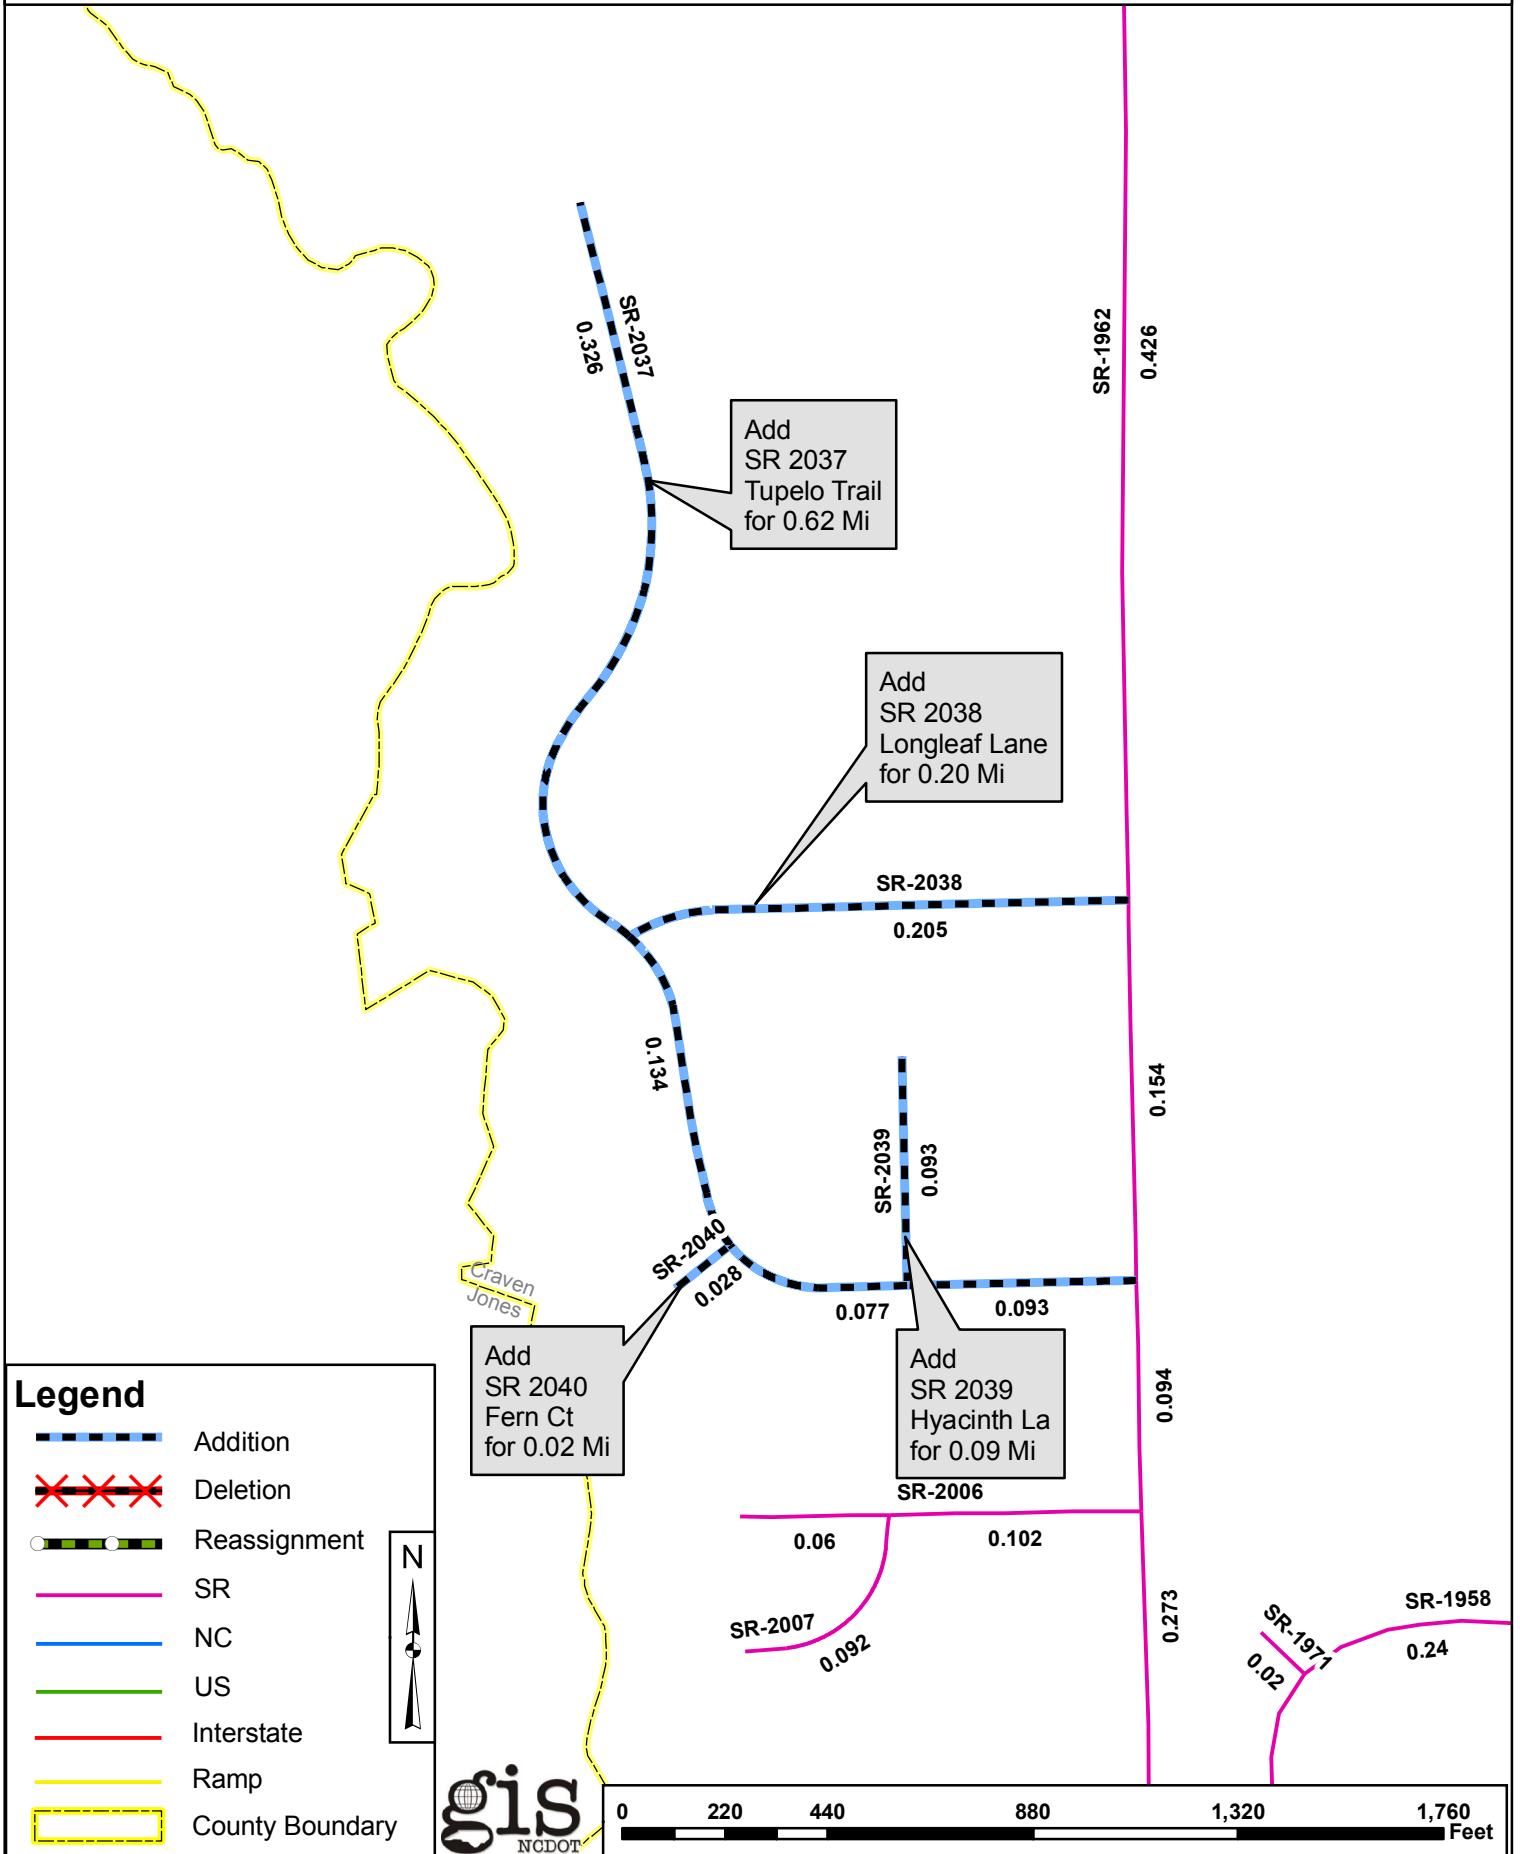 SR-2037
0.326
SR-1962
0.426
Add
SR 2037
Tupelo Trail
for 0.62 Mi
Add
SR 2038
Longleaf Lane
for 0.20 Mi
SR-2038
0.205
0.134
0.154
SR-2039
0.093
SR-2040
0.028
Craven
Jones
0.077
0.093
Add
SR 2040
Fern Ct
for 0.02 Mi
Add
SR 2039
Hyacinth La
for 0.09 Mi
0.094
SR-2006
0.06
0.102
SR-2007
0.092
0.273
SR-1971
0.02
SR-1958
0.24
Legend
Addition
Deletion
Reassignment
SR
NC
US
Interstate
Ramp
County Boundary
N
gis
NCDOT
0 220 440 880 1,320 1,760
Feet